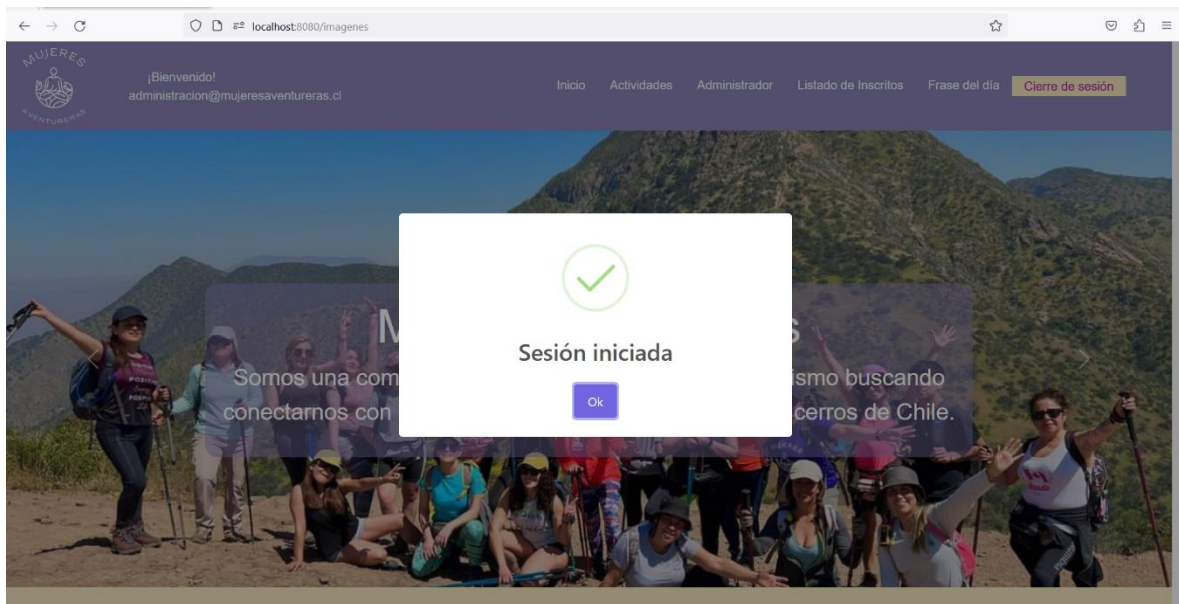 localhost:8080/imagenes
MUJERES
AVENTURERAS
¡Bienvenido!
administracion@mujeresaventureras.cl
Inicio Actividades Administrador Listado de Inscritos Frase del día Cierre de sesión
M s
Somos una com ismo buscando
conectarnos con cerros de Chile.
Sesión iniciada
Ok
POSITIV